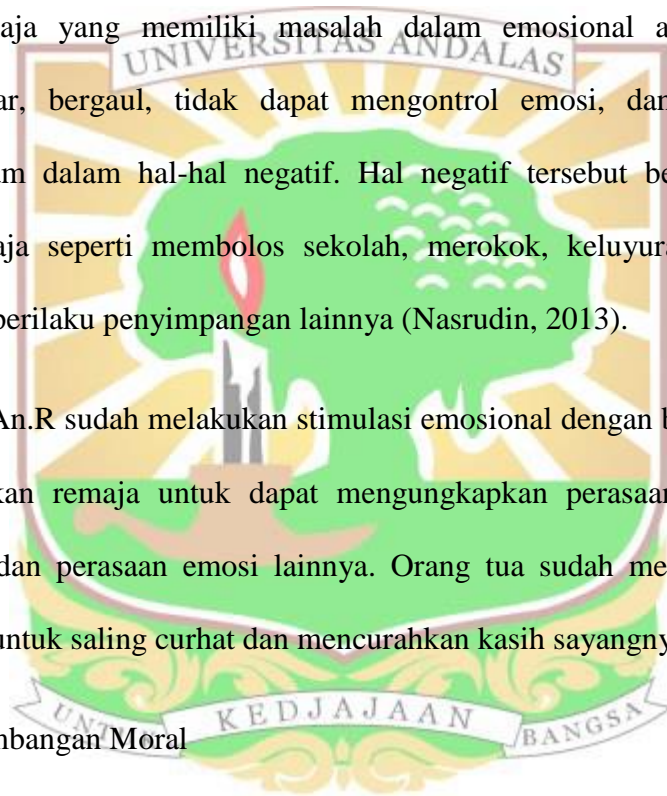 UNIVERSITAS ANDALAS
aja yang memiliki masalah dalam emosional a
ar, bergaul, tidak dapat mengontrol emosi, dan
am dalam hal-hal negatif. Hal negatif tersebut be
aja seperti membolos sekolah, merokok, keluyura
perilaku penyimpangan lainnya (Nasrudin, 2013).
An.R sudah melakukan stimulasi emosional dengan b
kan remaja untuk dapat mengungkapkan perasaan
dan perasaan emosi lainnya. Orang tua sudah me
untuk saling curhat dan mencurahkan kasih sayangny
UNTUK KEDJAJAAN BANGSA
mbangan Moral